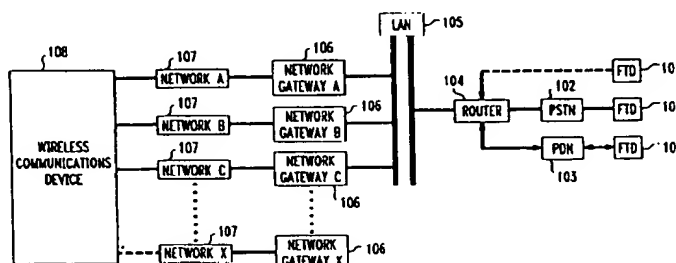 108
WIRELESS
COMMUNICATIONS
DEVICE
107
NETWORK A
106
NETWORK
GATEWAY A
107
NETWORK B
106
NETWORK
GATEWAY B
107
NETWORK C
NETWORK
GATEWAY C
106
107
NETWORK X
NETWORK
GATEWAY X
106
LAN
105
104
ROUTER
102
PSTN
PDN
103
FTD
10
FTD
10
FTD
10